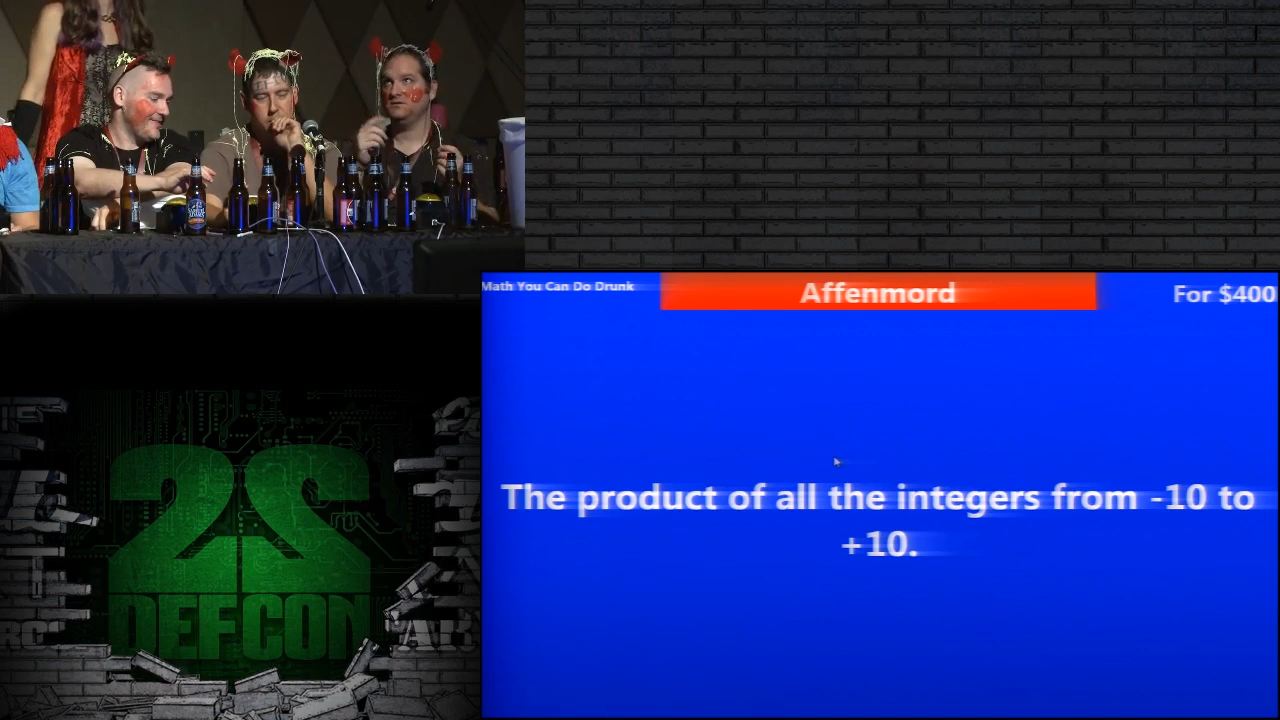 Math You Can Do Drunk
Affenmord
For $400
The product of all the integers from -10 to
+10.
22
DEFCON